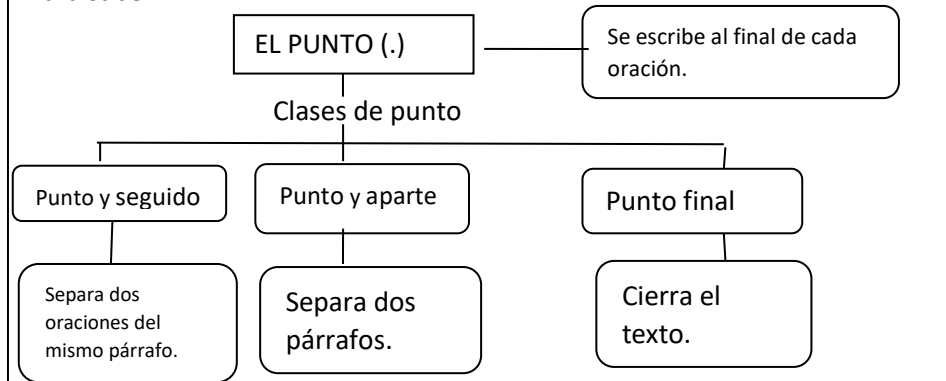 EL PUNTO (.)
Se escribe al final de cada
oración.
Clases de punto
Punto y seguido
Punto y aparte
Punto final
Separa dos
oraciones del
mismo párrafo.
Separa dos
párrafos.
Cierra el
texto.